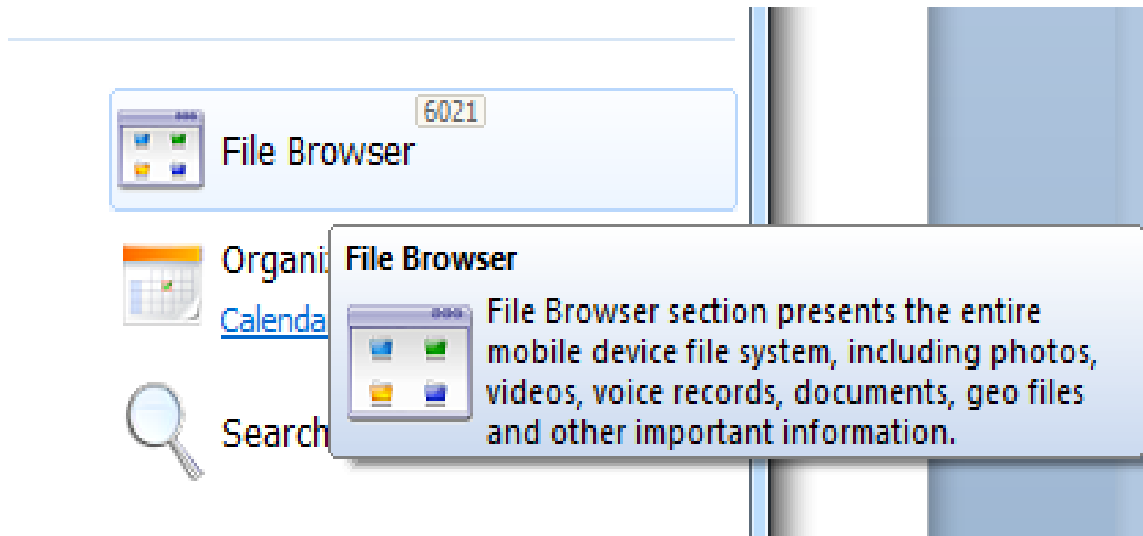 6021
File Browser
Organi
File Browser
Calenda
File Browser section presents the entire
mobile device file system, including photos,
videos, voice records, documents, geo files
and other important information.
Search